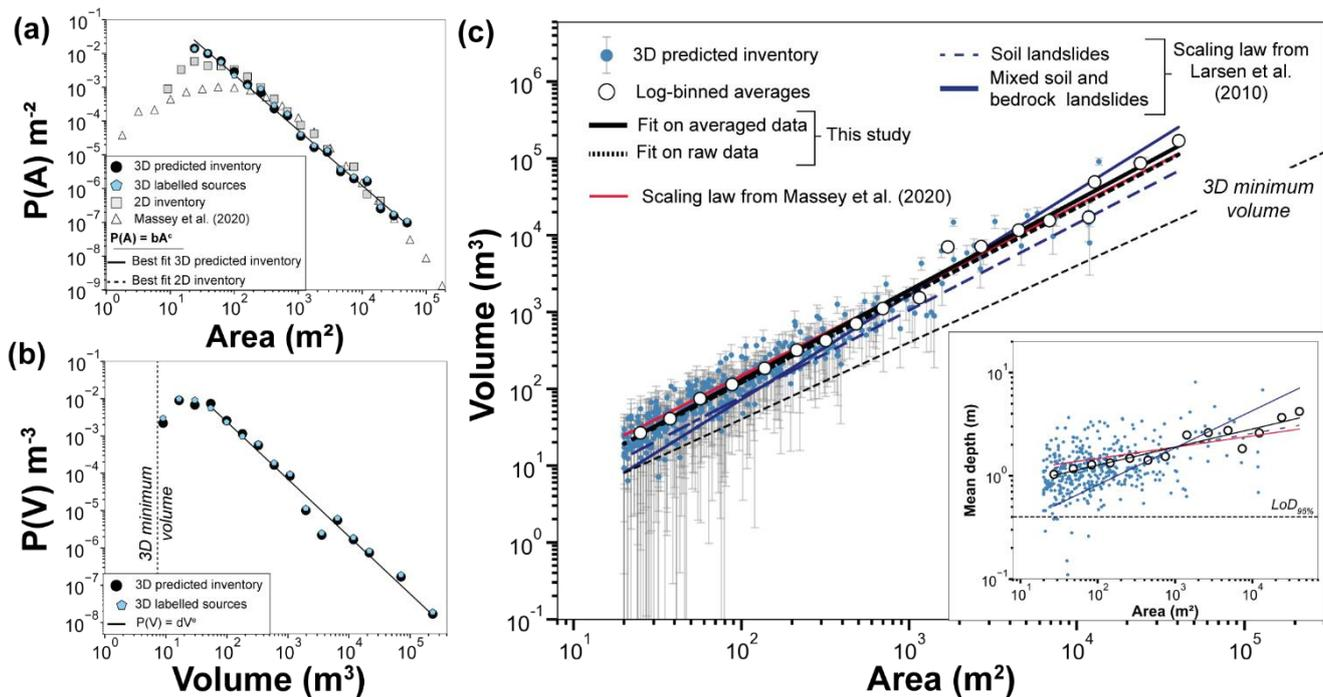 (a)
10⁻¹
10⁻²
10⁻³
10⁻⁴
10⁻⁵
10⁻⁶
10⁻⁷
10⁻⁸
10⁻⁹
P(A) m⁻²
3D predicted inventory
3D labelled sources
2D inventory
Massey et al. (2020)
P(A) = bAᶜ
Best fit 3D predicted inventory
Best fit 2D inventory
10⁰ 10¹ 10² 10³ 10⁴ 10⁵
Area (m²)
(b)
10⁻¹
10⁻²
10⁻³
10⁻⁴
10⁻⁵
10⁻⁶
10⁻⁷
10⁻⁸
P(V) m⁻³
3D minimum
volume
3D predicted inventory
3D labelled sources
P(V) = dVᵉ
10⁰ 10¹ 10² 10³ 10⁴ 10⁵
Volume (m³)
(c)
10⁶
10⁵
10⁴
10³
10²
10¹
10⁰
10⁻¹
Volume (m³)
3D predicted inventory
Log-binned averages
Fit on averaged data
Fit on raw data
This study
Scaling law from Massey et al. (2020)
Soil landslides
Mixed soil and
bedrock landslides
Scaling law from
Larsen et al.
(2010)
3D minimum
volume
10¹
10⁰
10⁻¹
Mean depth (m)
LoD₉₅%
10¹ 10² 10³ 10⁴ 10⁵
Area (m²)
10¹ 10² 10³ 10⁴ 10⁵
Area (m²)